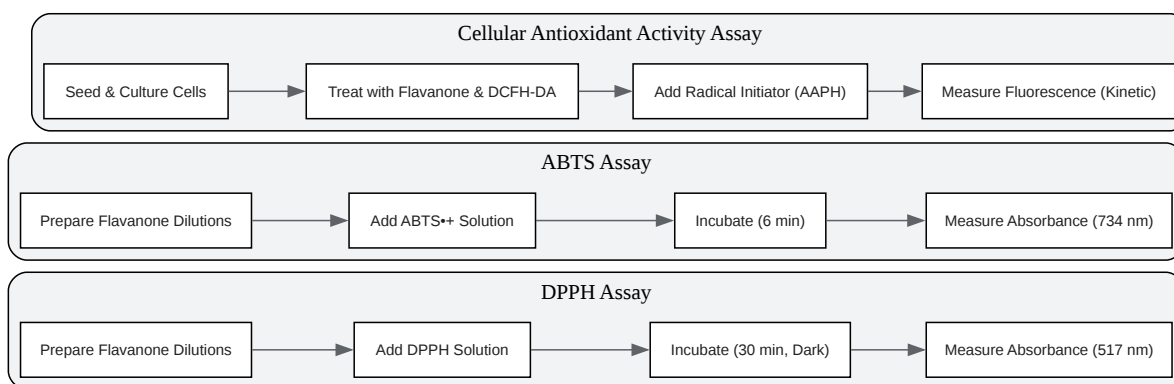 Cellular Antioxidant Activity Assay
Seed & Culture Cells
Treat with Flavanone & DCFH-DA
Add Radical Initiator (AAPH)
Measure Fluorescence (Kinetic)
ABTS Assay
Prepare Flavanone Dilutions
Add ABTS•+ Solution
Incubate (6 min)
Measure Absorbance (734 nm)
DPPH Assay
Prepare Flavanone Dilutions
Add DPPH Solution
Incubate (30 min, Dark)
Measure Absorbance (517 nm)